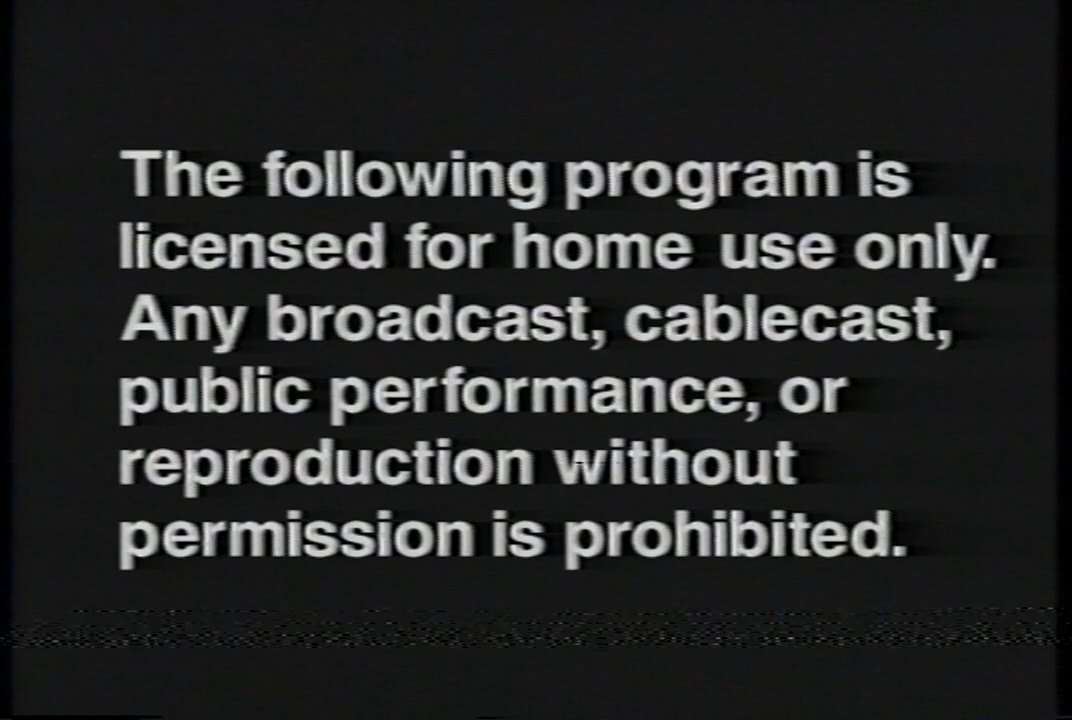 The following program is
licensed for home use only.
Any broadcast, cablecast,
public performance, or
reproduction without
permission is prohibited.